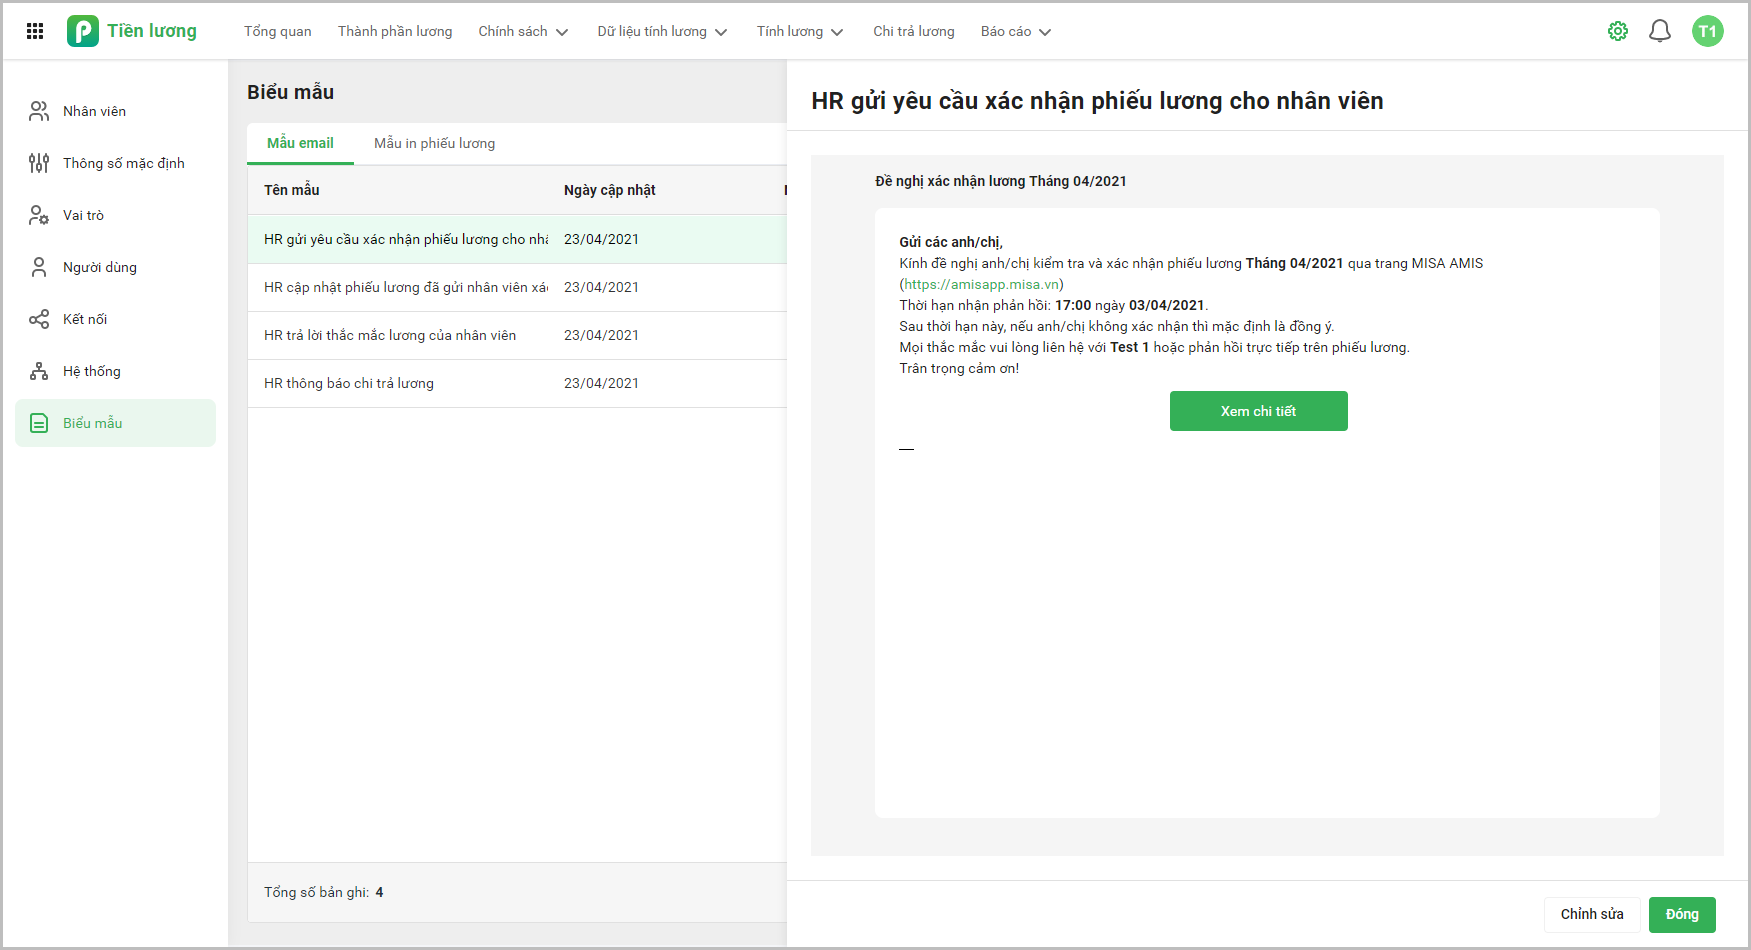 Tiền lương
Tổng quan
Thành phần lương
Chính sách
Dữ liệu tính lương
Tính lương
Chi trả lương
Báo cáo
T1
Nhân viên
Thông số mặc định
Vai trò
Người dùng
Kết nối
Hệ thống
Biểu mẫu
Biểu mẫu
Mẫu email
Mẫu in phiếu lương
Tên mẫu
Ngày cập nhật
HR gửi yêu cầu xác nhận phiếu lương cho
23/04/2021
HR cập nhật phiếu lương đã gửi nhân viên
23/04/2021
HR trả lời thắc mắc lương của nhân viên
23/04/2021
HR thông báo chi trả lương
23/04/2021
Tổng số bản ghi: 4
HR gửi yêu cầu xác nhận phiếu lương cho nhân viên
Đề nghị xác nhận lương Tháng 04/2021
Gửi các anh/chị,
Kính đề nghị anh/chị kiểm tra và xác nhận phiếu lương Tháng 04/2021 qua trang MISA AMIS
(https://amisapp.misa.vn)
Thời hạn nhận phản hồi: 17:00 ngày 03/04/2021.
Sau thời hạn này, nếu anh/chị không xác nhận thì mặc định là đồng ý.
Mọi thắc mắc vui lòng liên hệ với Test 1 hoặc phản hồi trực tiếp trên phiếu lương.
Trân trọng cảm ơn!
Xem chi tiết
Chỉnh sửa
Đóng